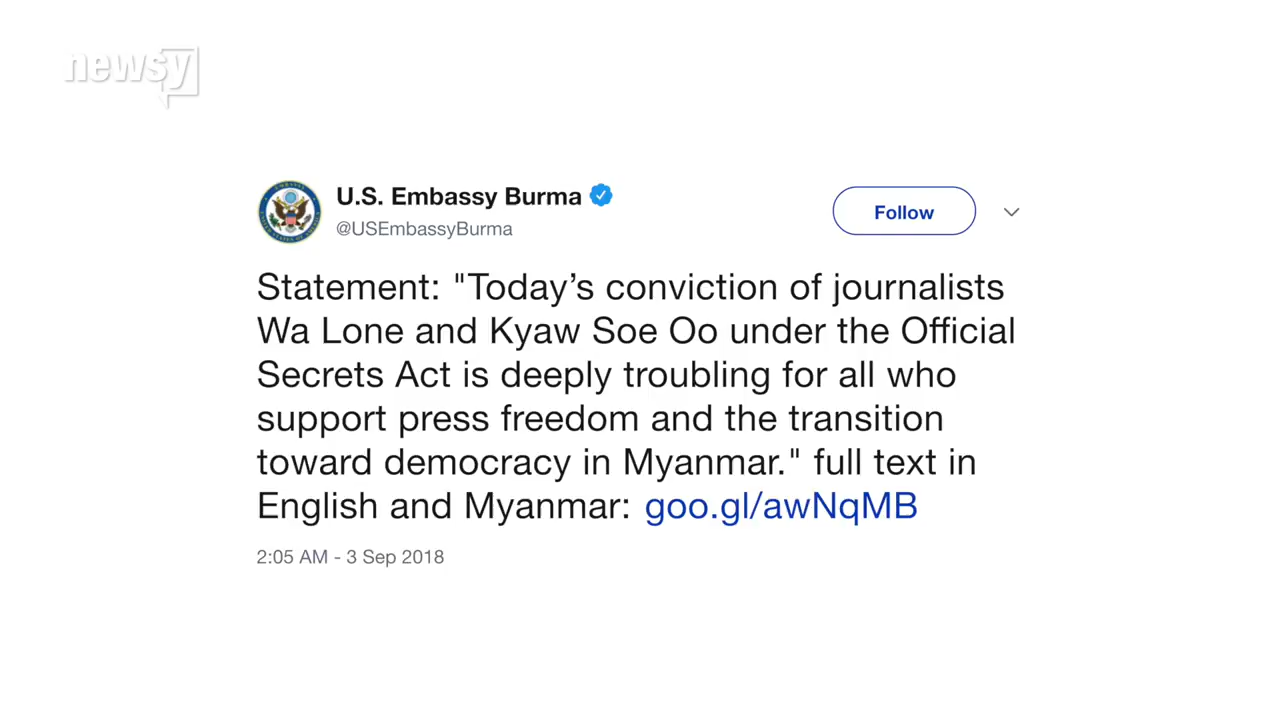 newsy
U.S. Embassy Burma
@USEmbassyBurma
Follow
Statement: "Today’s conviction of journalists
Wa Lone and Kyaw Soe Oo under the Official
Secrets Act is deeply troubling for all who
support press freedom and the transition
toward democracy in Myanmar." full text in
English and Myanmar: goo.gl/awNqMB
2:05 AM - 3 Sep 2018